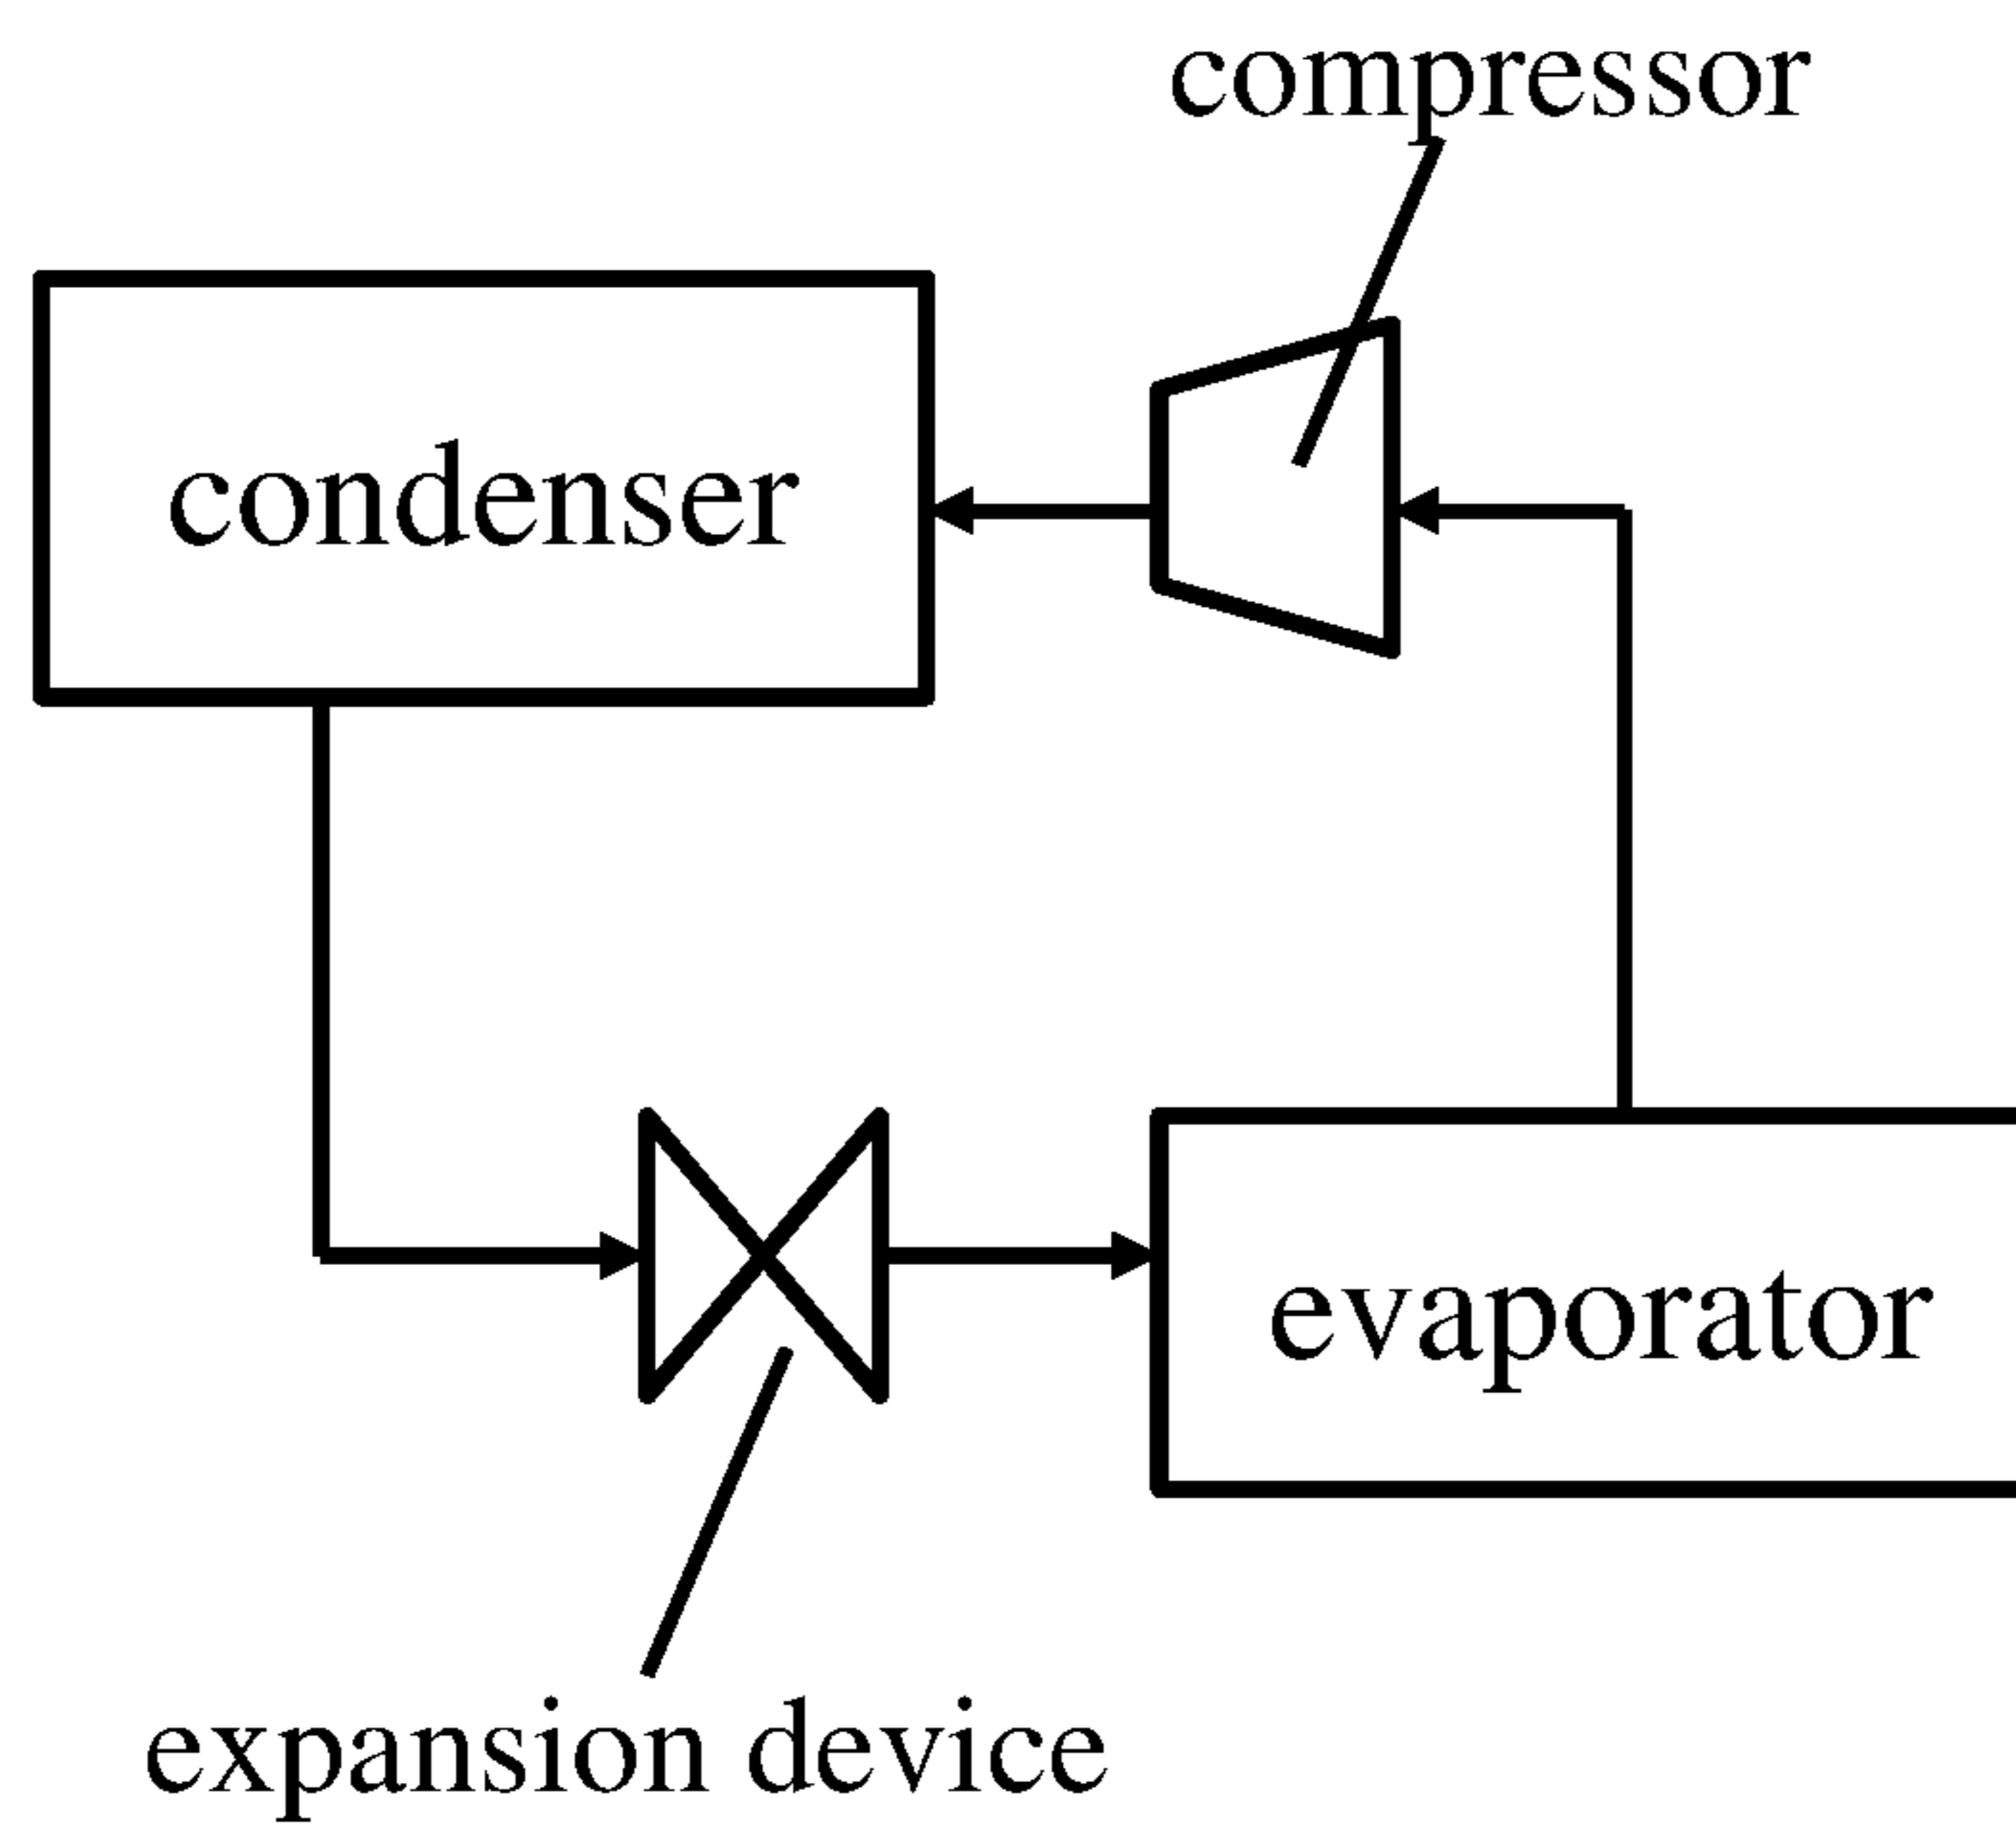 compressor
condenser
evaporator
expansion device